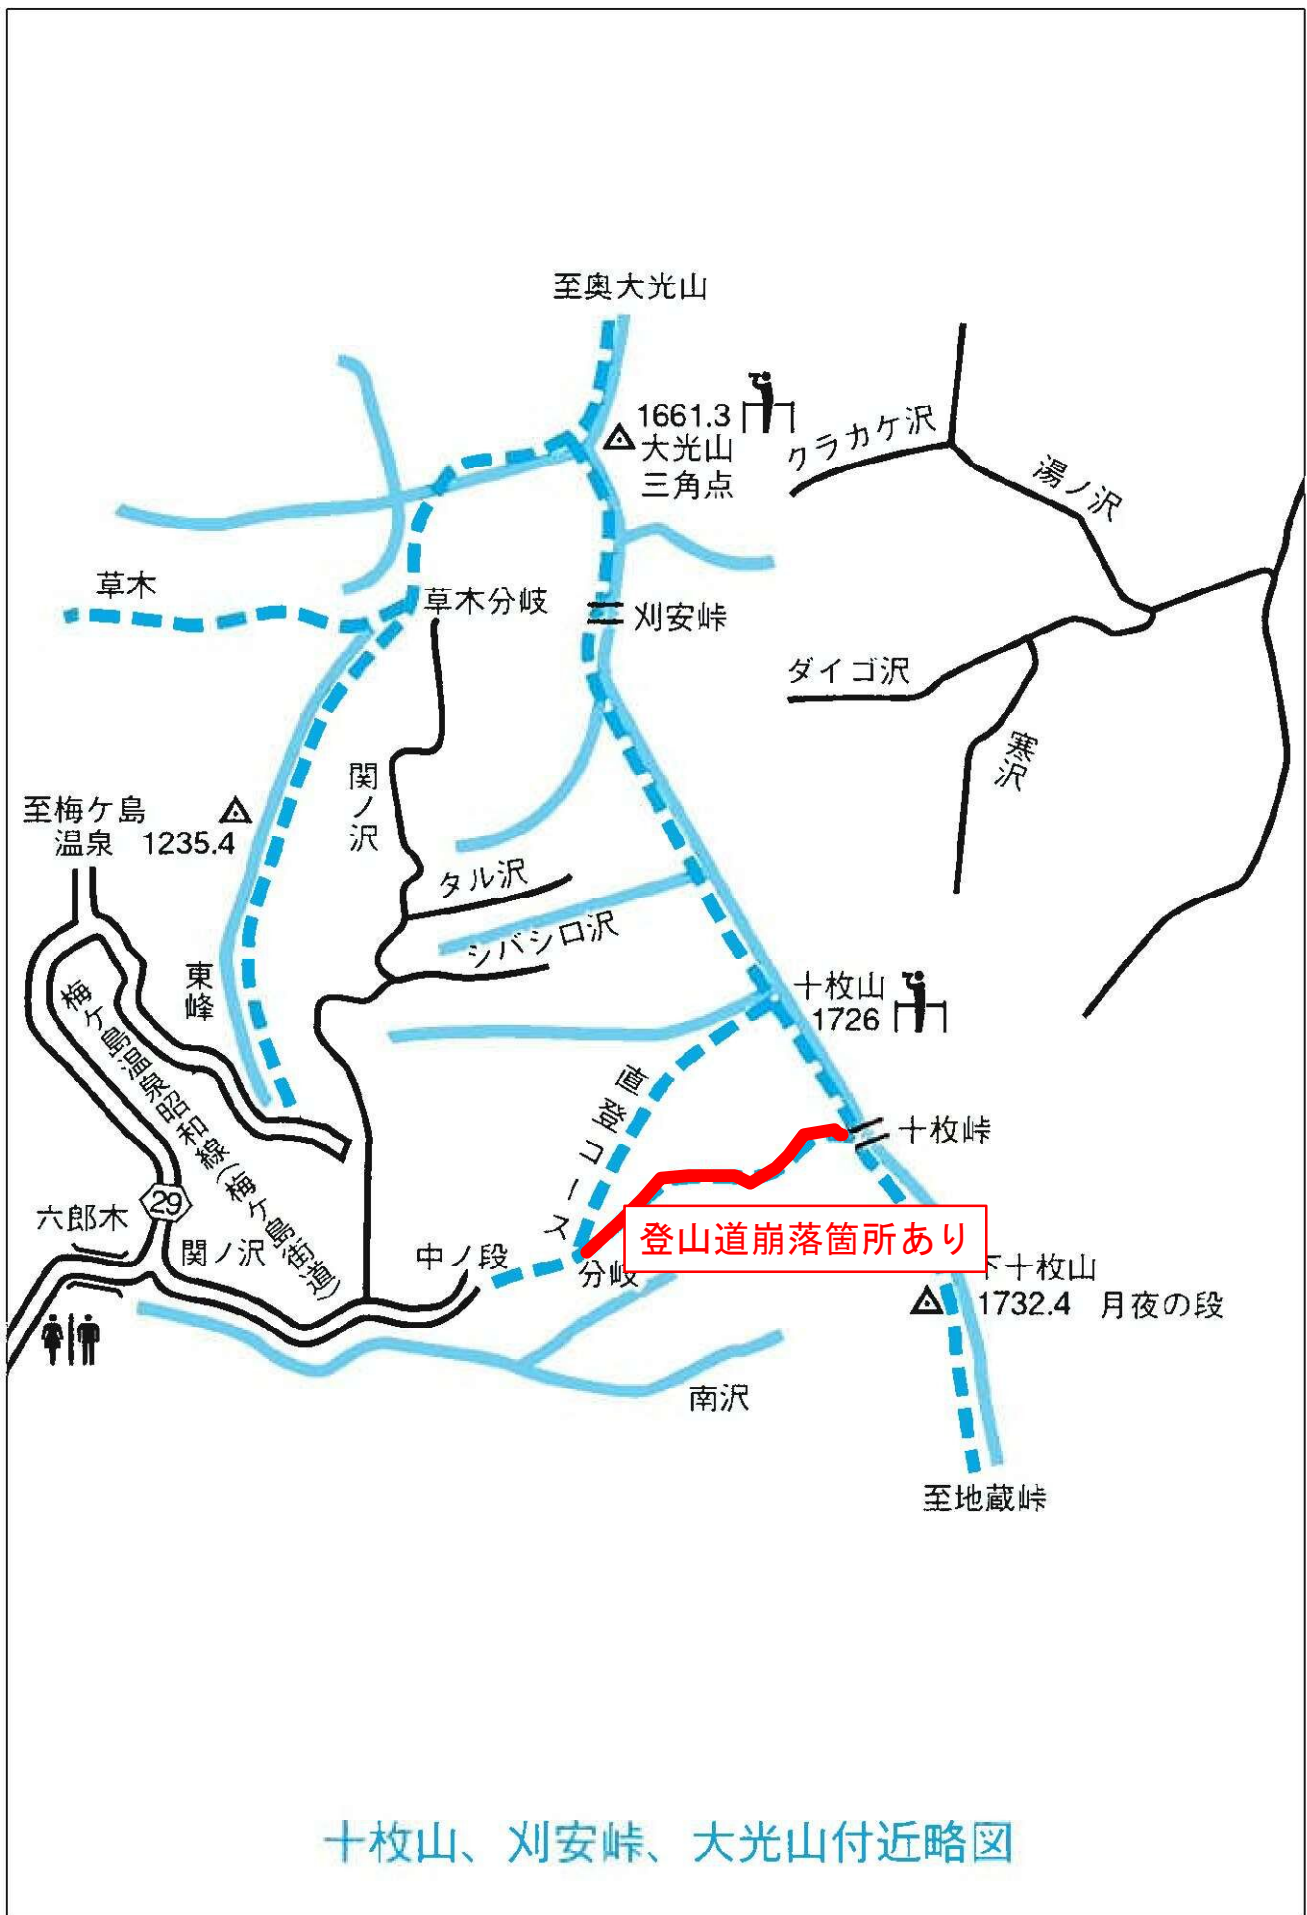 至奥大光山
1661.3
大光山
三角点
クラカケ沢
湯ノ沢
草木
草木分岐
刈安峠
ダイゴ沢
寒沢
関ノ沢
至梅ケ島
温泉 1235.4
タル沢
シバシロ沢
東峰
十枚山
1726
梅ケ島温泉昭和線(梅ケ島街道)
直登コース
十枚峠
29
六郎木
関ノ沢
中ノ段
分岐
登山道崩落箇所あり
下十枚山
1732.4 月夜の段
南沢
至地蔵峠
十枚山、刈安峠、大光山付近略図